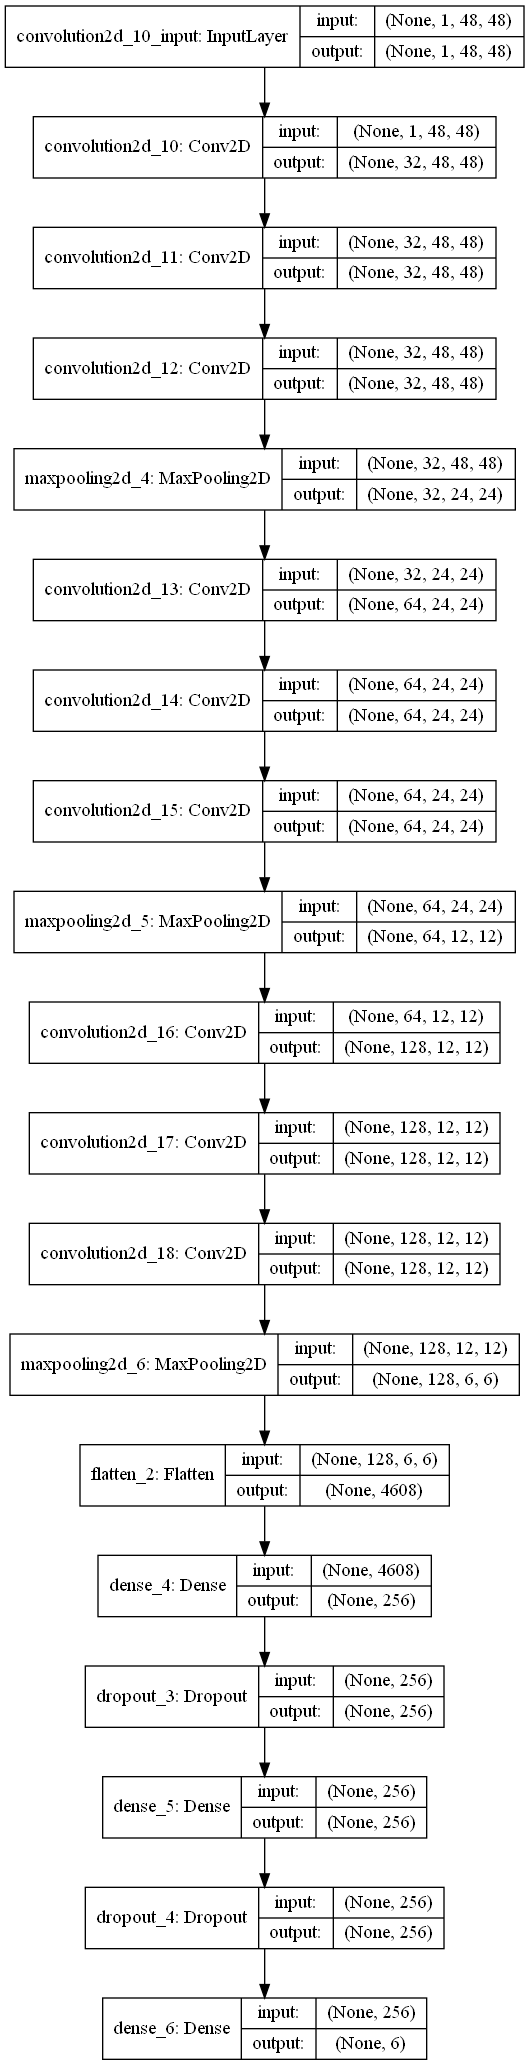 convolution2d_10_input: InputLayer
input: (None, 1, 48, 48)
output: (None, 1, 48, 48)
convolution2d_10: Conv2D
input: (None, 1, 48, 48)
output: (None, 32, 48, 48)
convolution2d_11: Conv2D
input: (None, 32, 48, 48)
output: (None, 32, 48, 48)
convolution2d_12: Conv2D
input: (None, 32, 48, 48)
output: (None, 32, 48, 48)
maxpooling2d_4: MaxPooling2D
input: (None, 32, 48, 48)
output: (None, 32, 24, 24)
convolution2d_13: Conv2D
input: (None, 32, 24, 24)
output: (None, 64, 24, 24)
convolution2d_14: Conv2D
input: (None, 64, 24, 24)
output: (None, 64, 24, 24)
convolution2d_15: Conv2D
input: (None, 64, 24, 24)
output: (None, 64, 24, 24)
maxpooling2d_5: MaxPooling2D
input: (None, 64, 24, 24)
output: (None, 64, 12, 12)
convolution2d_16: Conv2D
input: (None, 64, 12, 12)
output: (None, 128, 12, 12)
convolution2d_17: Conv2D
input: (None, 128, 12, 12)
output: (None, 128, 12, 12)
convolution2d_18: Conv2D
input: (None, 128, 12, 12)
output: (None, 128, 12, 12)
maxpooling2d_6: MaxPooling2D
input: (None, 128, 12, 12)
output: (None, 128, 6, 6)
flatten_2: Flatten
input: (None, 128, 6, 6)
output: (None, 4608)
dense_4: Dense
input: (None, 4608)
output: (None, 256)
dropout_3: Dropout
input: (None, 256)
output: (None, 256)
dense_5: Dense
input: (None, 256)
output: (None, 256)
dropout_4: Dropout
input: (None, 256)
output: (None, 256)
dense_6: Dense
input: (None, 256)
output: (None, 6)